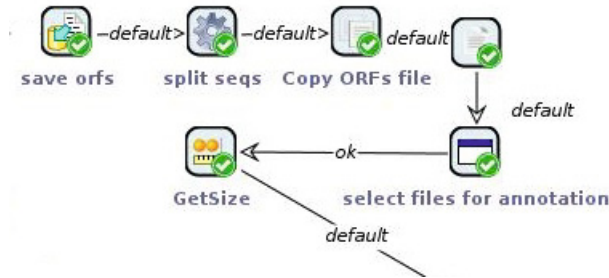 –default> –default> default
save orfs split seqs Copy ORFs file
default
ok
GetSize select files for annotation
default